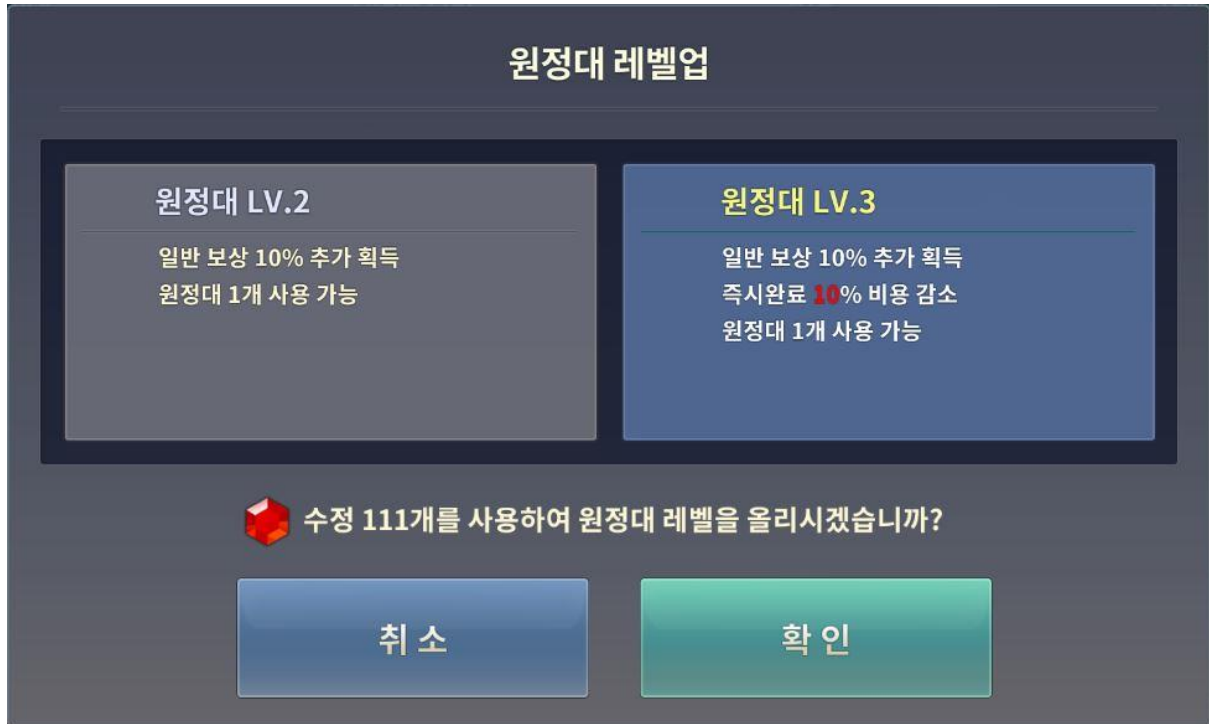 원정대 레벨업
원정대 LV.2
일반 보상 10% 추가 획득
원정대 1개 사용 가능
원정대 LV.3
일반 보상 10% 추가 획득
즉시완료 10% 비용 감소
원정대 1개 사용 가능
수정 111개를 사용하여 원정대 레벨을 올리시겠습니까?
취 소
확 인